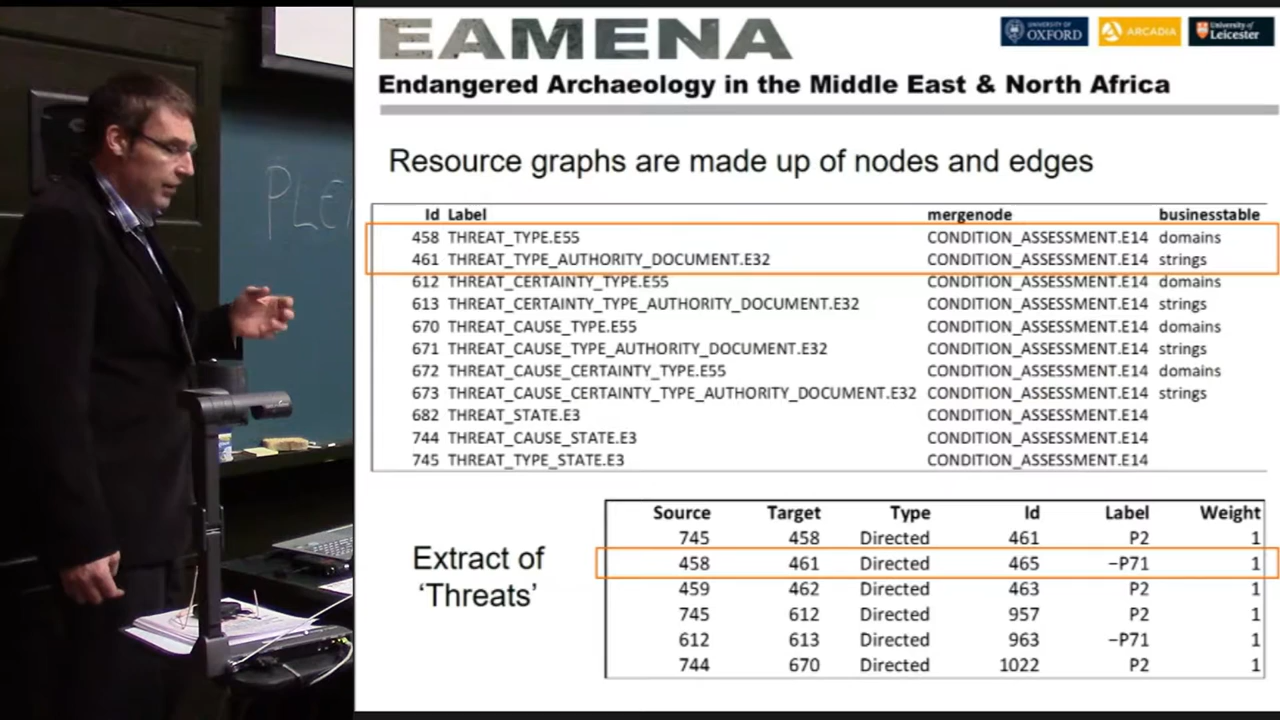 EAMENA
UNIVERSITY OF OXFORD
ARCADIA
University of Leicester
Endangered Archaeology in the Middle East & North Africa
Resource graphs are made up of nodes and edges
Id Label mergenode businesstable
458 THREAT_TYPE.E55 CONDITION_ASSESSMENT.E14 domains
461 THREAT_TYPE_AUTHORITY_DOCUMENT.E32 CONDITION_ASSESSMENT.E14 strings
612 THREAT_CERTAINTY_TYPE.E55 CONDITION_ASSESSMENT.E14 domains
613 THREAT_CERTAINTY_TYPE_AUTHORITY_DOCUMENT.E32 CONDITION_ASSESSMENT.E14 strings
670 THREAT_CAUSE_TYPE.E55 CONDITION_ASSESSMENT.E14 domains
671 THREAT_CAUSE_TYPE_AUTHORITY_DOCUMENT.E32 CONDITION_ASSESSMENT.E14 strings
672 THREAT_CAUSE_CERTAINTY_TYPE.E55 CONDITION_ASSESSMENT.E14 domains
673 THREAT_CAUSE_CERTAINTY_TYPE_AUTHORITY_DOCUMENT.E32 CONDITION_ASSESSMENT.E14 strings
682 THREAT_STATE.E3 CONDITION_ASSESSMENT.E14
744 THREAT_CAUSE_STATE.E3 CONDITION_ASSESSMENT.E14
745 THREAT_TYPE_STATE.E3 CONDITION_ASSESSMENT.E14
Extract of
‘Threats’
Source Target Type Id Label Weight
745 458 Directed 461 P2 1
458 461 Directed 465 –P71 1
459 462 Directed 463 P2 1
745 612 Directed 957 P2 1
612 613 Directed 963 –P71 1
744 670 Directed 1022 P2 1